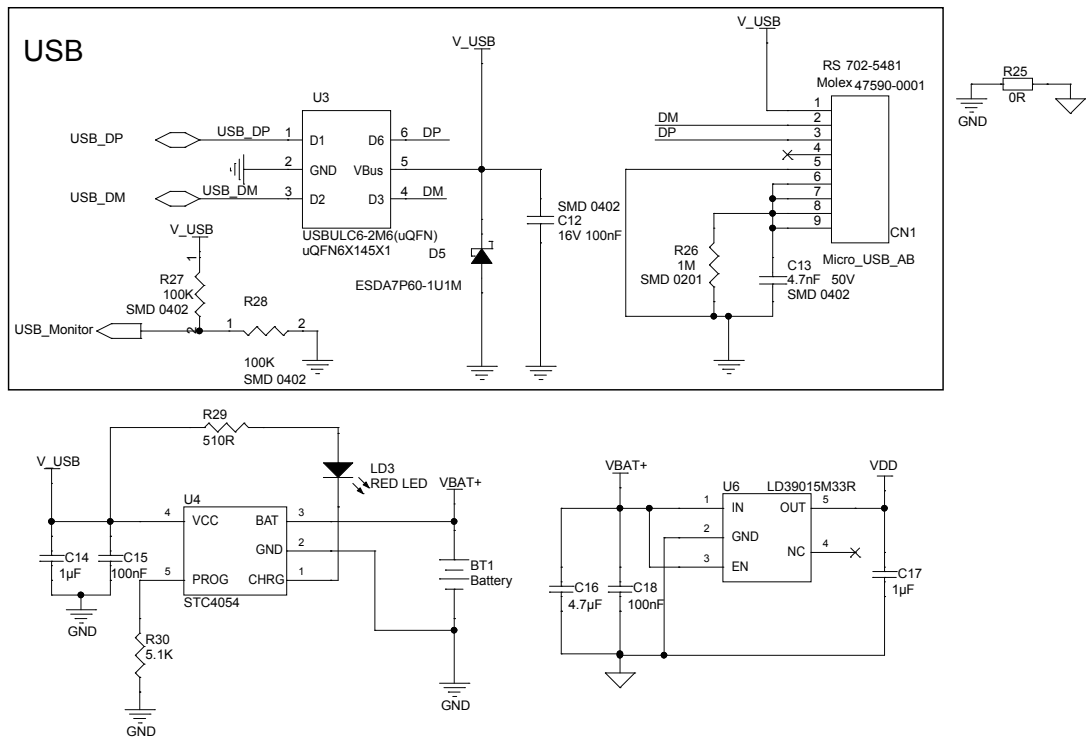 USB
V_USB
V_USB
RS 702-5481
Molex 47590-0001
R25
0R
GND
U3
USB_DP
USB_DP
1
D1
D6
6
DP
2
GND
VBus
5
USB_DM
USB_DM
3
D2
D3
4
DM
USBULC6-2M6(uQFN)
uQFN6X145X1
D5
ESDA7P60-1U1M
SMD 0402
C12
16V 100nF
DM
DP
1
2
3
4
5
6
7
8
9
CN1
Micro_USB_AB
R26
1M
SMD 0201
C13
4.7nF 50V
SMD 0402
V_USB
1
R27
100K
SMD 0402
2
USB_Monitor
R28
1
2
100K
SMD 0402
R29
510R
V_USB
LD3
RED LED
VBAT+
U4
4
VCC
BAT
3
GND
2
5
PROG
CHRG
1
STC4054
C14
1µF
C15
100nF
GND
R30
5.1K
GND
BT1
Battery
GND
VBAT+
U6
LD39015M33R
VDD
1
IN
OUT
5
2
GND
NC
4
3
EN
C16
4.7µF
C18
100nF
C17
1µF